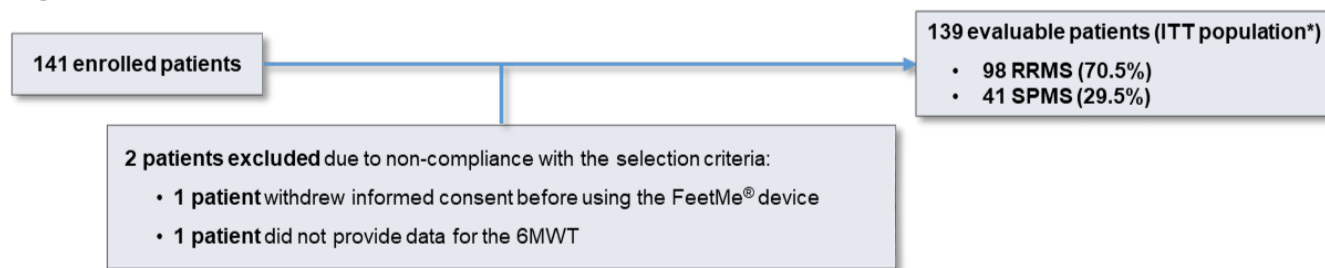 141 enrolled patients
139 evaluable patients (ITT population*)
• 98 RRMS (70.5%)
• 41 SPMS (29.5%)
2 patients excluded due to non-compliance with the selection criteria:
• 1 patient withdrew informed consent before using the FeetMe® device
• 1 patient did not provide data for the 6MWT